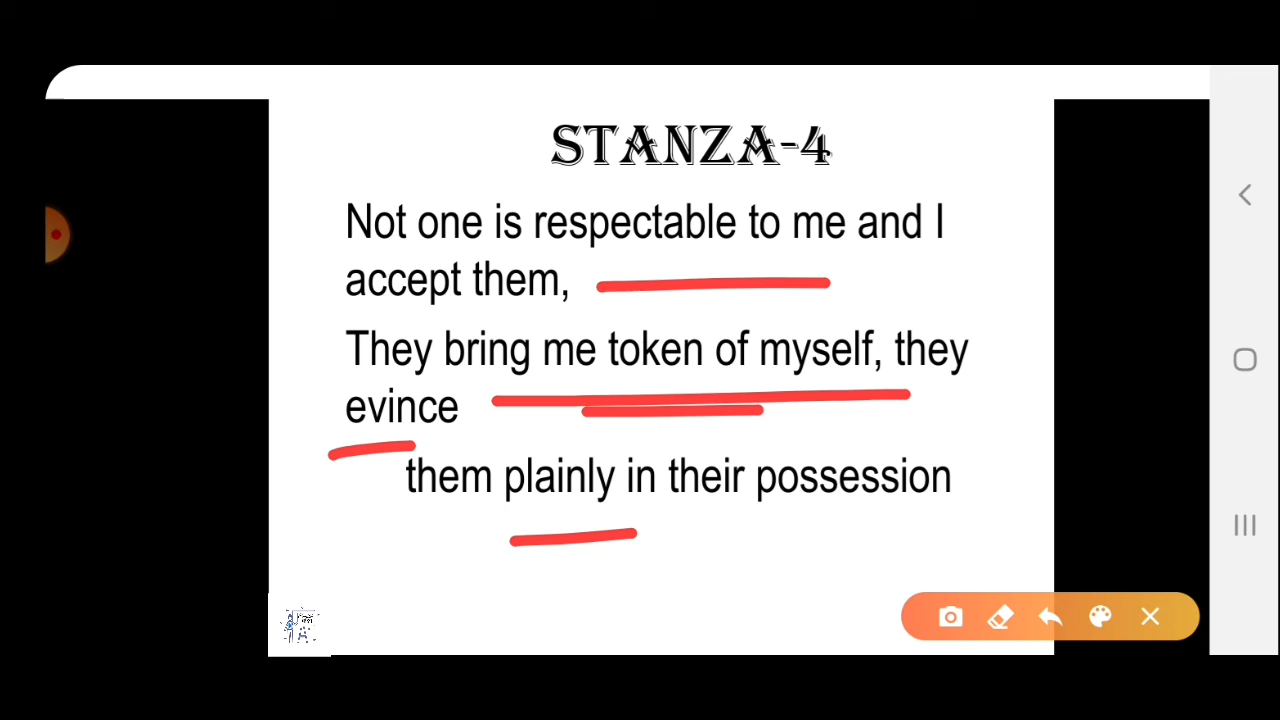 STANZA-4
Not one is respectable to me and I
accept them,
They bring me token of myself, they
evince
them plainly in their possession